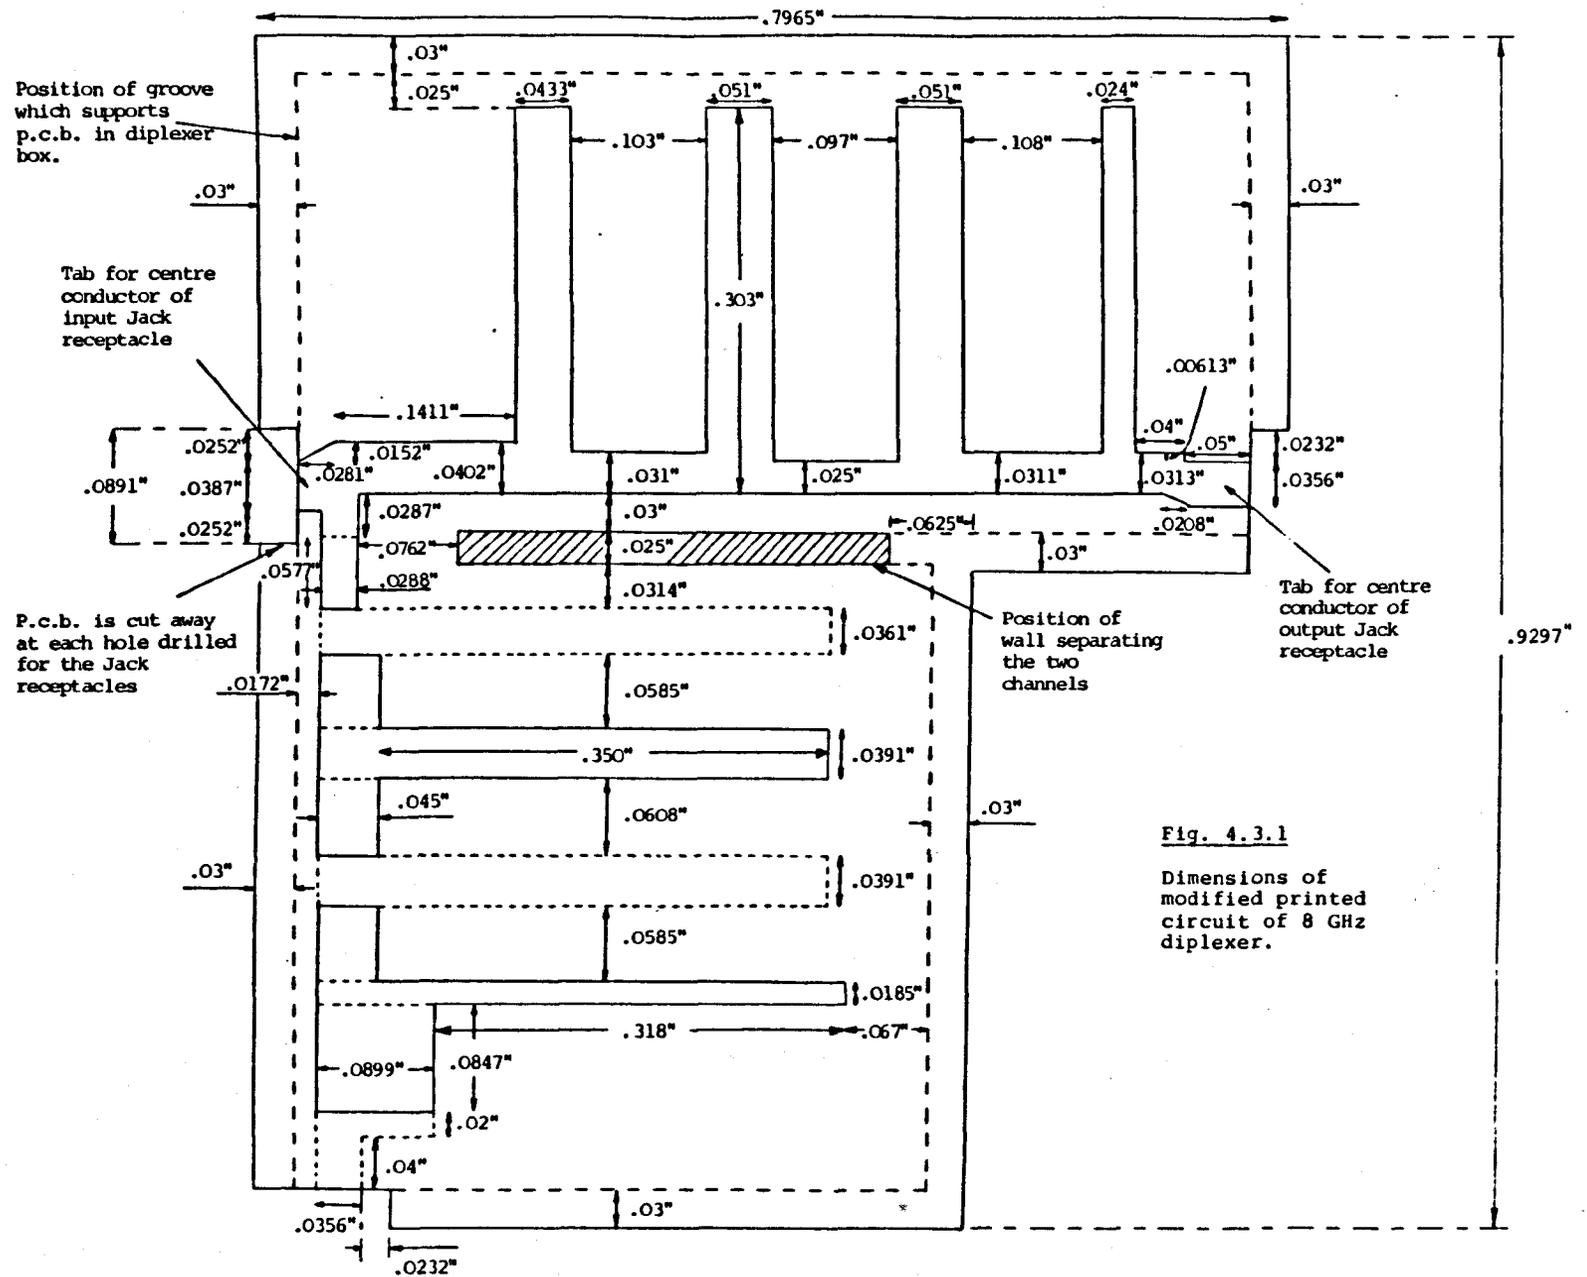 .7965"
.03"
.025"
.0433"
.051"
.051"
.024"
Position of groove
which supports
p.c.b. in diplexer
box.
.103"
.097"
.108"
.03"
.03"
Tab for centre
conductor of
input Jack
receptacle
.303"
.00613"
.1411"
.04"
.05"
.0252"
.0152"
.0232"
.0891"
.0387"
.0281"
.0402"
.031"
.025"
.0311"
.0313"
.0356"
.0252"
.0287"
.03"
.0625"
.0208"
.0762"
.025"
.03"
.0577"
.0288"
.0314"
P.c.b. is cut away
at each hole drilled
for the Jack
receptacles
.0361"
Position of
wall separating
the two
channels
Tab for centre
conductor of
output Jack
receptacle
.9297"
.0172"
.0585"
.350"
.0391"
.045"
.0608"
.03"
Fig. 4.3.1
Dimensions of
modified printed
circuit of 8 GHz
diplexer.
.03"
.0391"
.0585"
.0185"
.318"
.067"
.0899"
.0847"
.02"
.04"
.03"
.0356"
.0232"